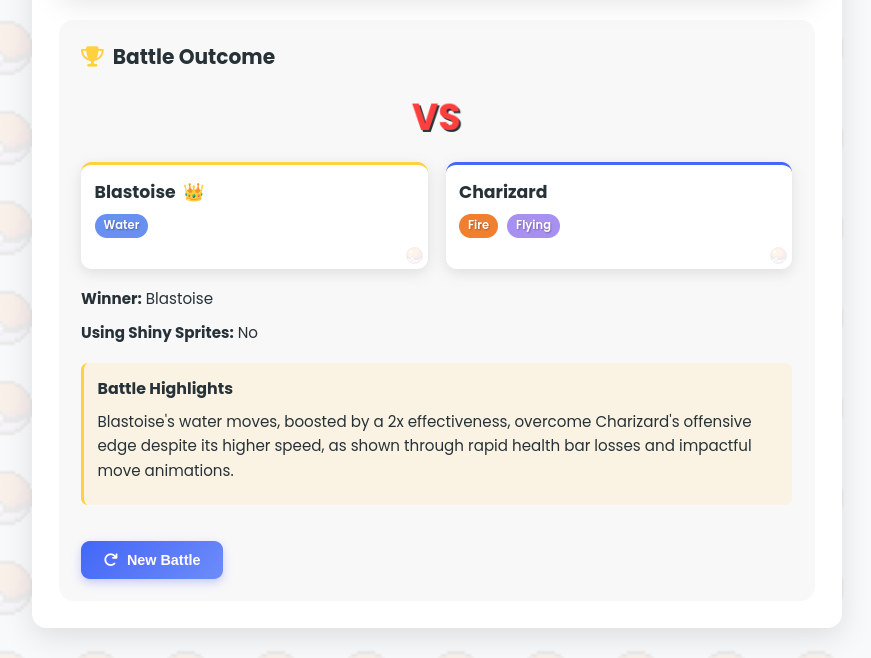 Battle Outcome
VS
Blastoise 👑
Water
Charizard
Fire Flying
Winner: Blastoise
Using Shiny Sprites: No
Battle Highlights
Blastoise's water moves, boosted by a 2x effectiveness, overcome Charizard's offensive
edge despite its higher speed, as shown through rapid health bar losses and impactful
move animations.
New Battle